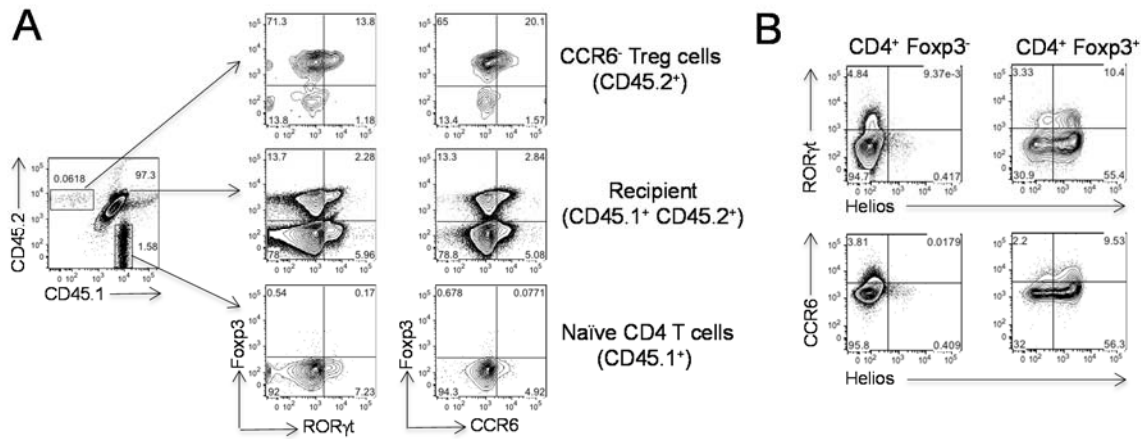 A
B
71.3 13.8
13.8 1.18
65 20.1
13.4 1.57
CCR6- Treg cells
(CD45.2+)
CD4+ Foxp3-
CD4+ Foxp3+
4.84 9.37e-3
94.7 0.417
3.33 10.4
30.9 55.4
RORγt
Helios
0.0618 97.3
1.58
CD45.2
CD45.1
13.7 2.28
78 5.96
13.3 2.84
78.8 5.08
Recipient
(CD45.1+ CD45.2+)
3.81 0.0179
95.8 0.409
2.2 9.53
32 56.3
CCR6
Helios
0.54 0.17
92 7.23
0.678 0.0771
94.3 4.92
Naïve CD4 T cells
(CD45.1+)
Foxp3
Foxp3
RORγt
CCR6